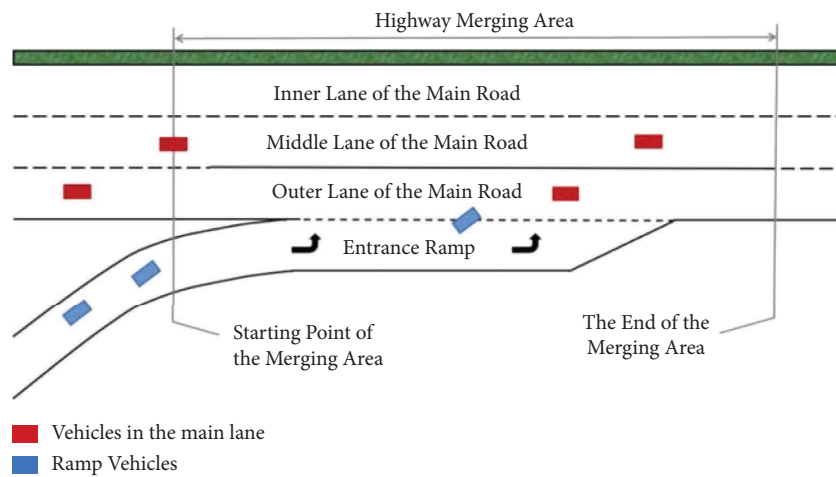 Highway Merging Area
Inner Lane of the Main Road
Middle Lane of the Main Road
Outer Lane of the Main Road
Entrance Ramp
Starting Point of
the Merging Area
The End of the
Merging Area
Vehicles in the main lane
Ramp Vehicles